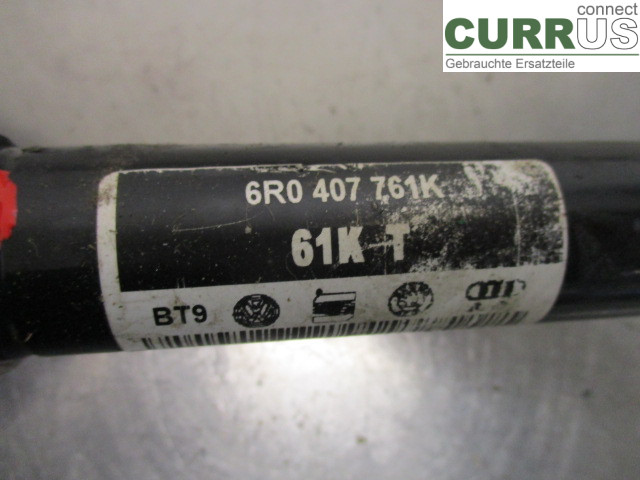 connect
CURRUS
Gebrauchte Ersatzteile
6R0 407 761K
61K T
BT9